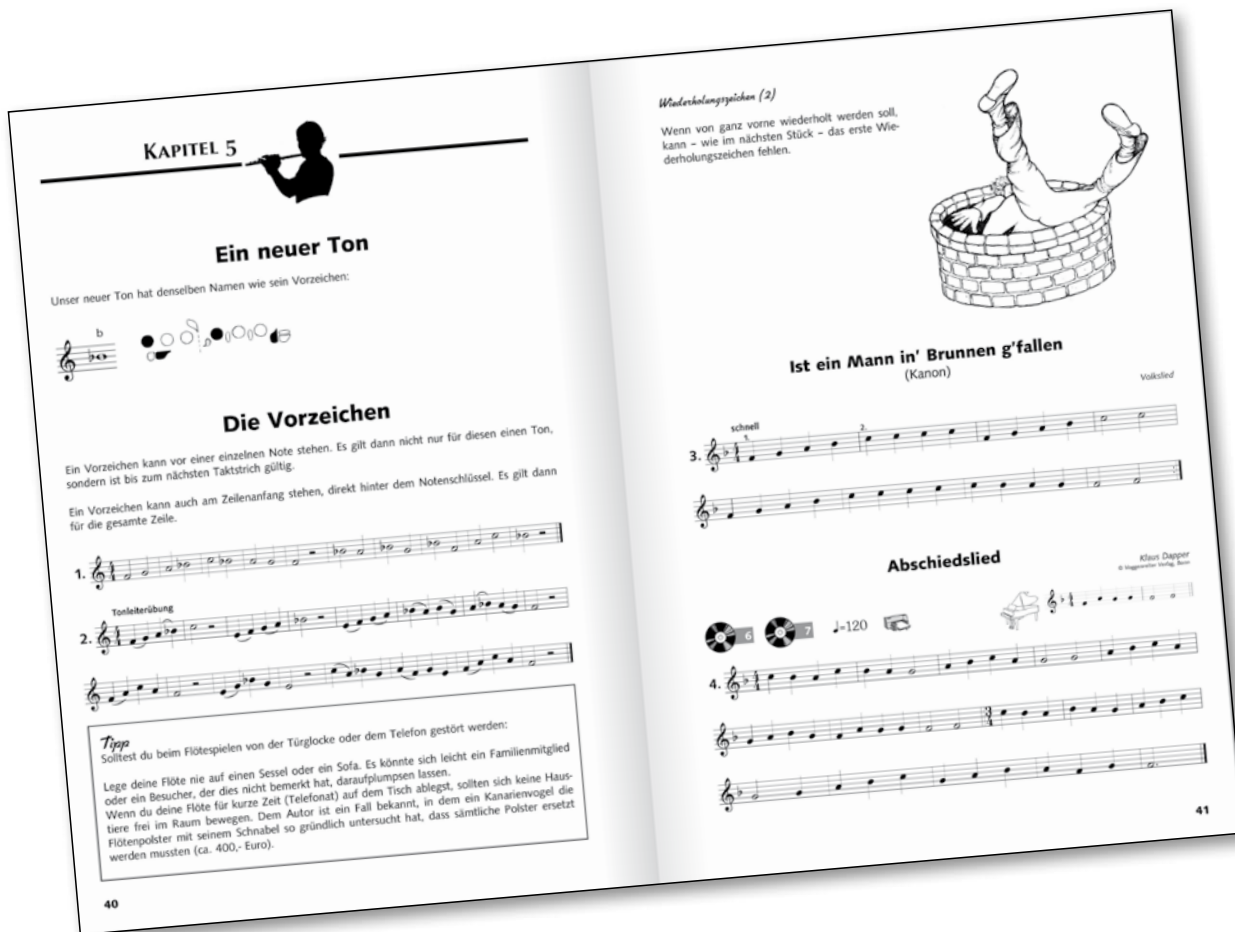 KAPITEL 5
Ein neuer Ton
Unser neuer Ton hat denselben Namen wie sein Vorzeichen:
b
Die Vorzeichen
Ein Vorzeichen kann vor einer einzelnen Note stehen. Es gilt dann nicht nur für diesen einen Ton,
sondern ist bis zum nächsten Taktstrich gültig.
Ein Vorzeichen kann auch am Zeilenanfang stehen, direkt hinter dem Notenschlüssel. Es gilt dann
für die gesamte Zeile.
1.
Tonleiterübung
2.
Tipp
Solltest du beim Flötespielen von der Türglocke oder dem Telefon gestört werden:
Lege deine Flöte nie auf einen Sessel oder ein Sofa. Es könnte sich leicht ein Familienmitglied
oder ein Besucher, der dies nicht bemerkt hat, daraufplumpsen lassen.
Wenn du deine Flöte für kurze Zeit (Telefonat) auf dem Tisch ablegst, sollten sich keine Haus-
tiere frei im Raum bewegen. Dem Autor ist ein Fall bekannt, in dem ein Kanarienvogel die
Flötenpolster mit seinem Schnabel so gründlich untersucht hat, dass sämtliche Polster ersetzt
werden mussten (ca. 400,- Euro).
40
Wiederholungszeichen (2)
Wenn von ganz vorne wiederholt werden soll,
kann – wie im nächsten Stück – das erste Wie-
derholungszeichen fehlen.
Ist ein Mann in' Brunnen g'fallen
(Kanon)
Volkslied
schnell
1.
2.
3.
Abschiedslied
Klaus Dapper
© Voggenreiter Verlag, Bonn
6
7
♩=120
4.
41